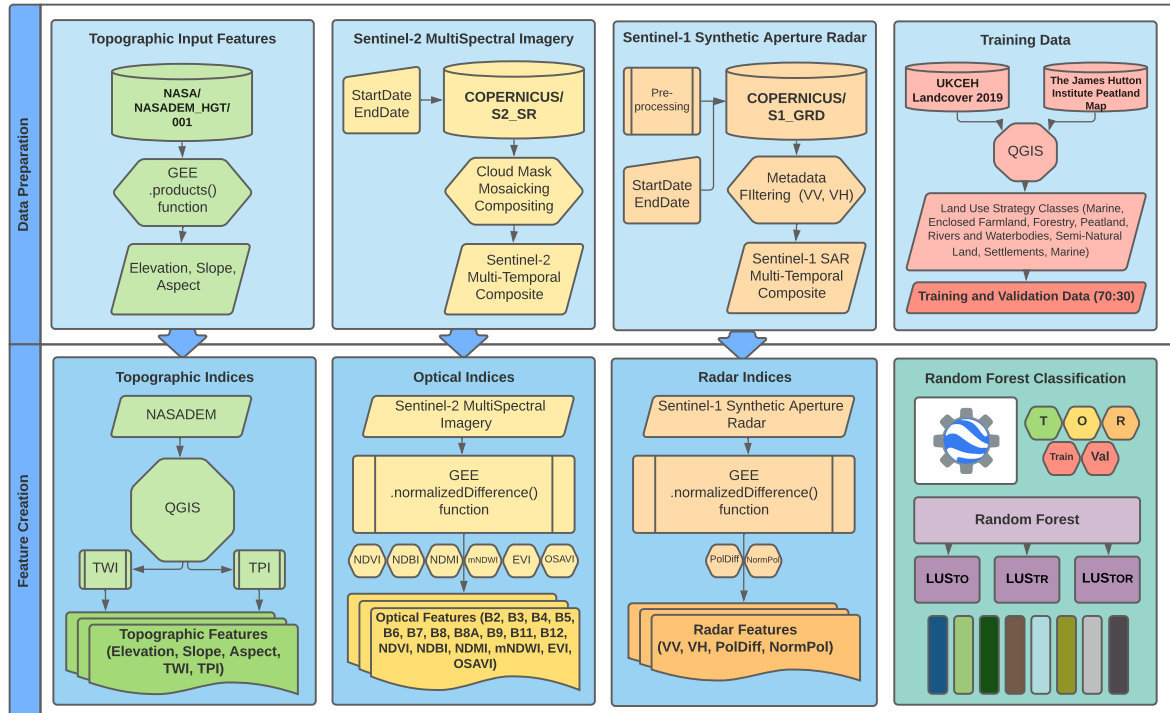 Data Preparation
Topographic Input Features
NASA/
NASADEM_HGT/
001
GEE
.products()
function
Elevation, Slope,
Aspect
Sentinel-2 MultiSpectral Imagery
StartDate
EndDate
COPERNICUS/
S2_SR
Cloud Mask
Mosaicking
Compositing
Sentinel-2
Multi-Temporal
Composite
Sentinel-1 Synthetic Aperture Radar
Pre-
processing
COPERNICUS/
S1_GRD
StartDate
EndDate
Metadata
FIltering (VV, VH)
Sentinel-1 SAR
Multi-Temporal
Composite
Training Data
UKCEH
Landcover 2019
The James Hutton
Institute Peatland
Map
QGIS
Land Use Strategy Classes (Marine,
Enclosed Farmland, Forestry, Peatland,
Rivers and Waterbodies, Semi-Natural
Land, Settlements, Marine)
Training and Validation Data (70:30)
Feature Creation
Topographic Indices
NASADEM
QGIS
TWI
TPI
Topographic Features
(Elevation, Slope, Aspect,
TWI, TPI)
Optical Indices
Sentinel-2 MultiSpectral
Imagery
GEE
.normalizedDifference()
function
NDVI
NDBI
NDMI
mNDWI
EVI
OSAVI
Optical Features (B2, B3, B4, B5,
B6, B7, B8, B8A, B9, B11, B12,
NDVI, NDBI, NDMI, mNDWI, EVI,
OSAVI)
Radar Indices
Sentinel-1 Synthetic Aperture
Radar
GEE
.normalizedDifference()
function
PolDiff
NormPol
Radar Features
(VV, VH, PolDiff, NormPol)
Random Forest Classification
T
O
R
Train
Val
Random Forest
LUSTO
LUSTR
LUSTOR